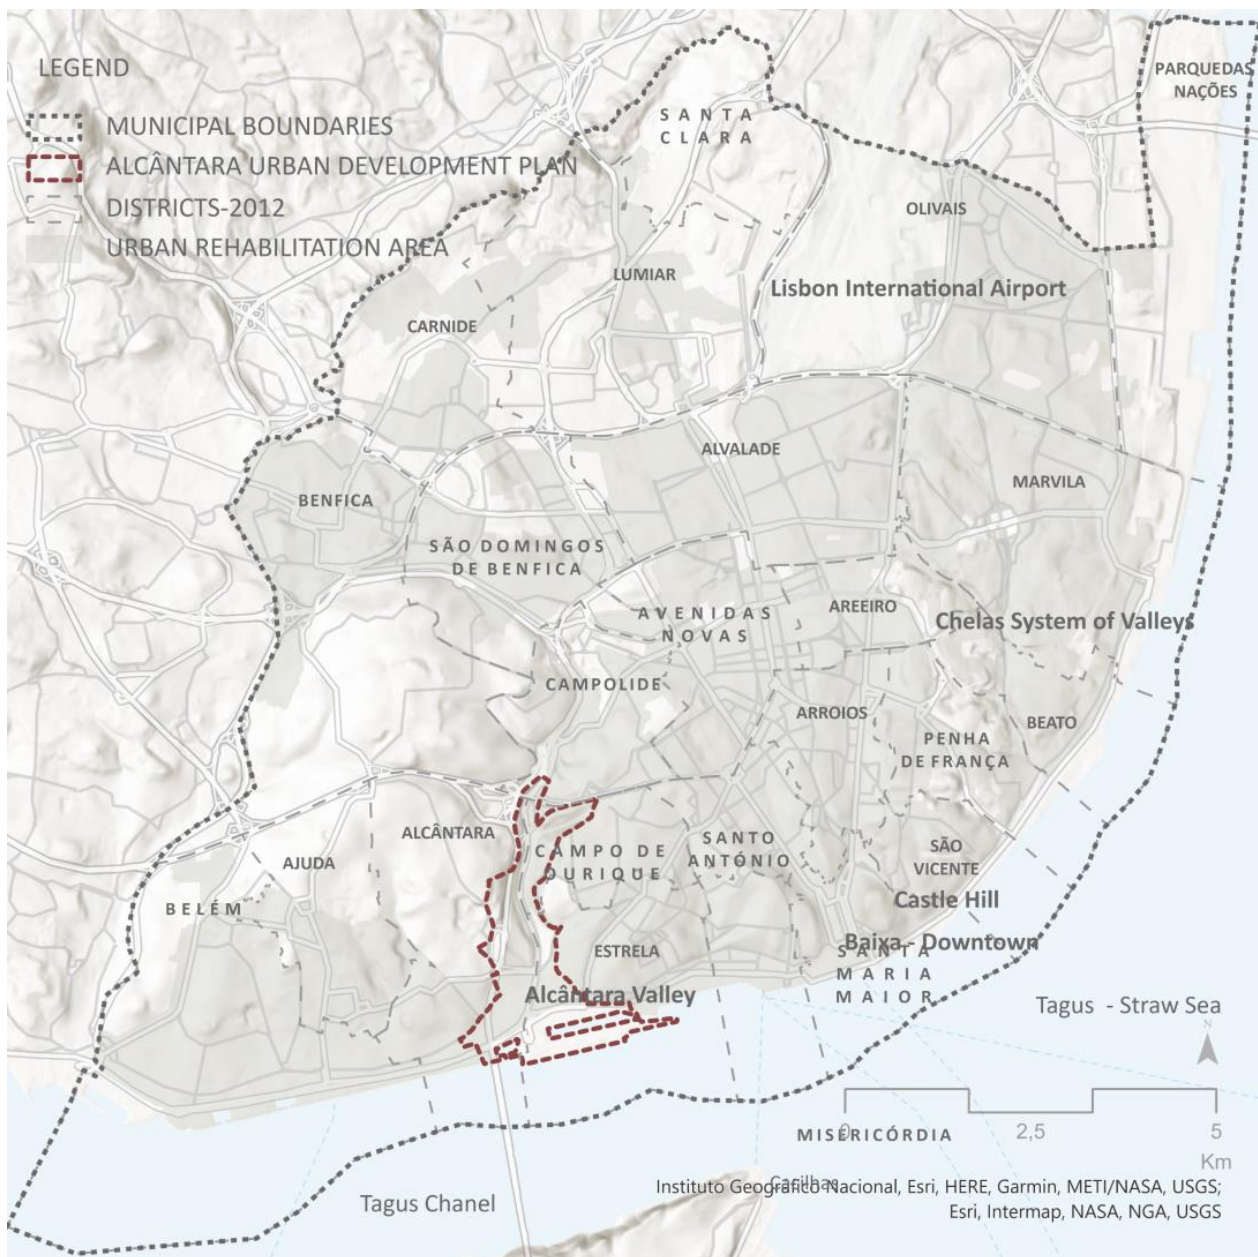 LEGEND
MUNICIPAL BOUNDARIES
ALCÂNTARA URBAN DEVELOPMENT PLAN
DISTRICTS-2012
URBAN REHABILITATION AREA
PARQUEDAS
NAÇÕES
SANTA
CLARA
OLIVAIS
LUMIAR
Lisbon International Airport
CARNIDE
ALVALADE
MARVILA
BENFICA
SÃO DOMINGOS
DE BENFICA
AVENIDAS
NOVAS
AREEIRO
Chelas System of Valleys
CAMPOLIDE
ARROIOS
BEATO
PENHA
DE FRANÇA
ALCÂNTARA
CAMPO DE
OURIQUE
SANTO
ANTÓNIO
SÃO
VICENTE
AJUDA
BELÉM
Castle Hill
ESTRELA
Baixa - Downtown
SANTA
MARIA
MAIOR
Alcântara Valley
Tagus - Straw Sea
N
0 2,5 5
Km
MISERICÓRDIA
Cacilhas
Tagus Chanel
Instituto Geográfico Nacional, Esri, HERE, Garmin, METI/NASA, USGS;
Esri, Intermap, NASA, NGA, USGS